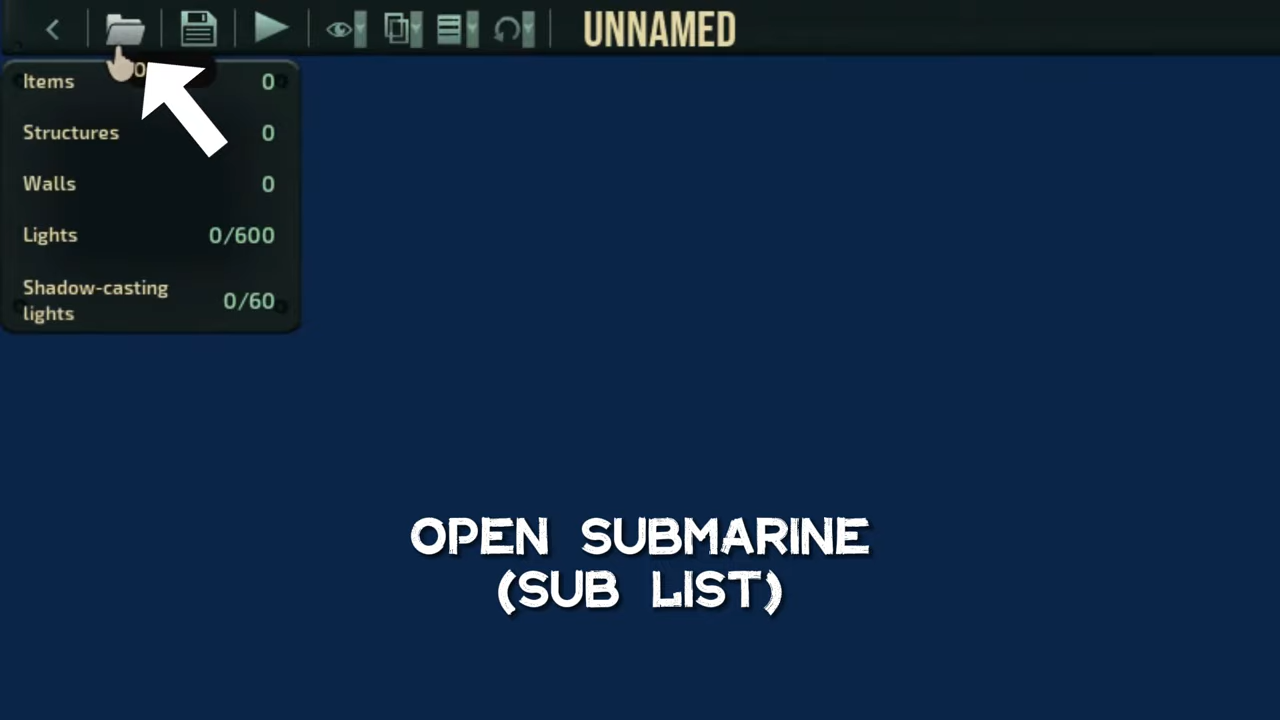 UNNAMED
Items 0
Structures 0
Walls 0
Lights 0/600
Shadow-casting
lights 0/60
OPEN SUBMARINE
(SUB LIST)